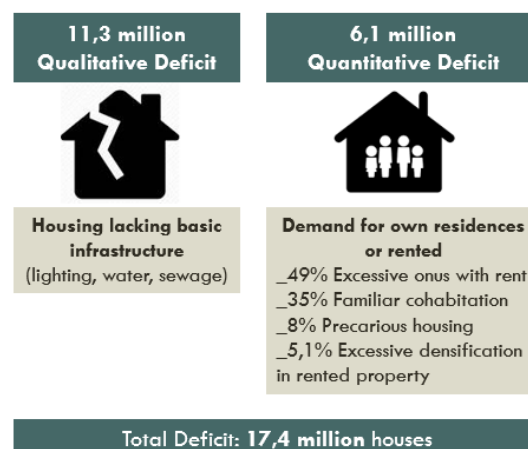 11,3 million
Qualitative Deficit
Housing lacking basic
infrastructure
(lighting, water, sewage)
6,1 million
Quantitative Deficit
Demand for own residences
or rented
_49% Excessive onus with rent
_35% Familiar cohabitation
_8% Precarious housing
_5,1% Excessive densification
in rented property
Total Deficit: 17,4 million houses